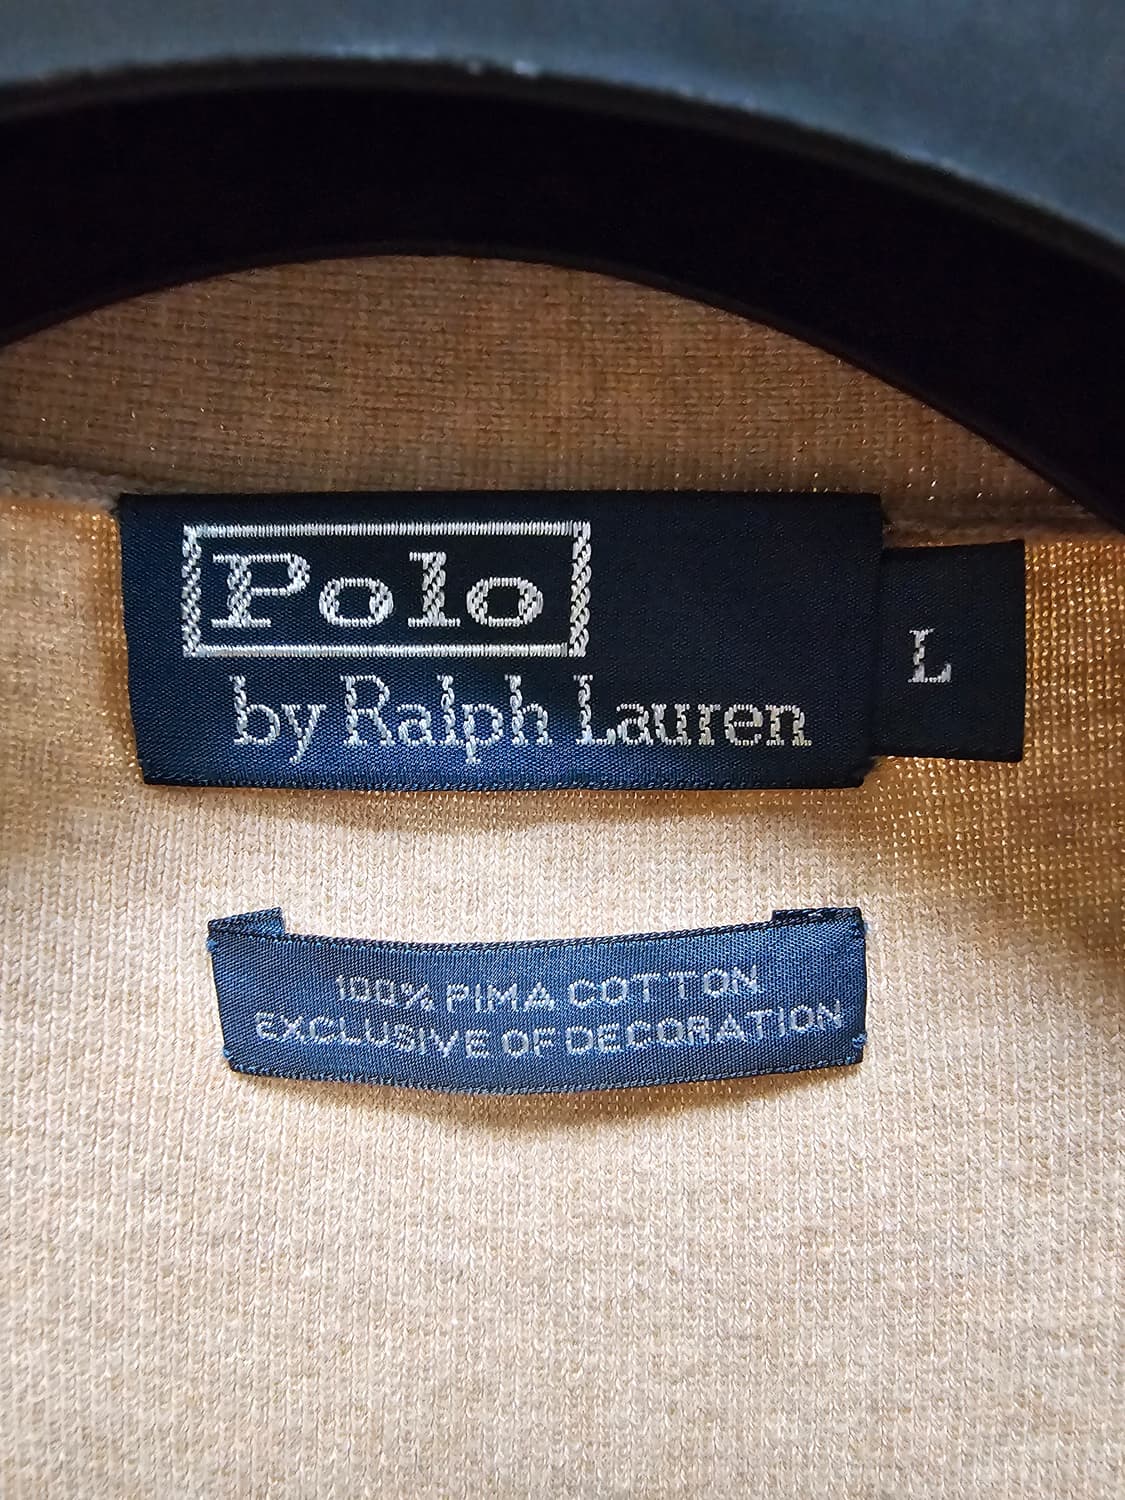 Polo
by Ralph Lauren
L
100% PIMA COTTON
EXCLUSIVE OF DECORATION